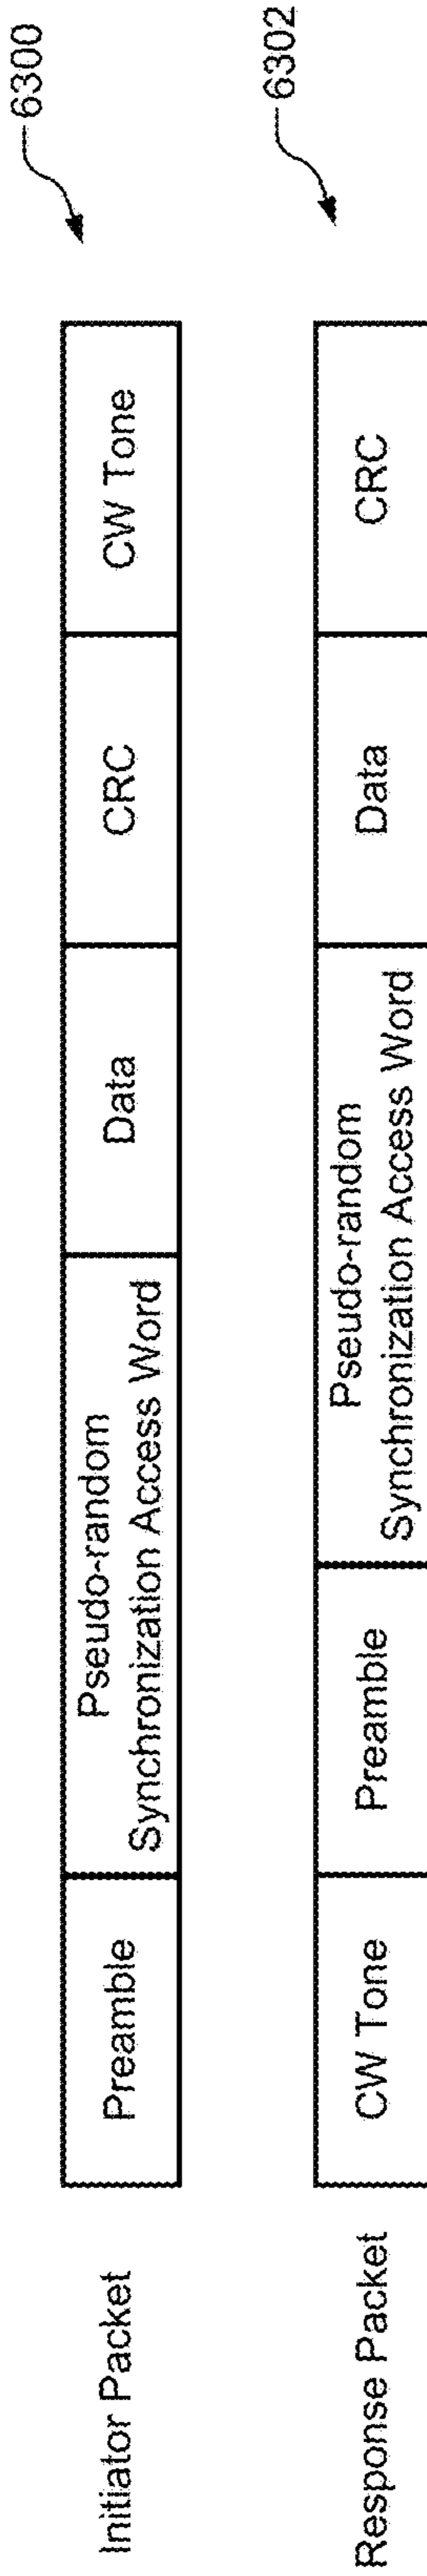 Initiator Packet
Preamble
Pseudo-random
Synchronization Access Word
Data
CRC
CW Tone
6300
Response Packet
CW Tone
Preamble
Pseudo-random
Synchronization Access Word
Data
CRC
6302